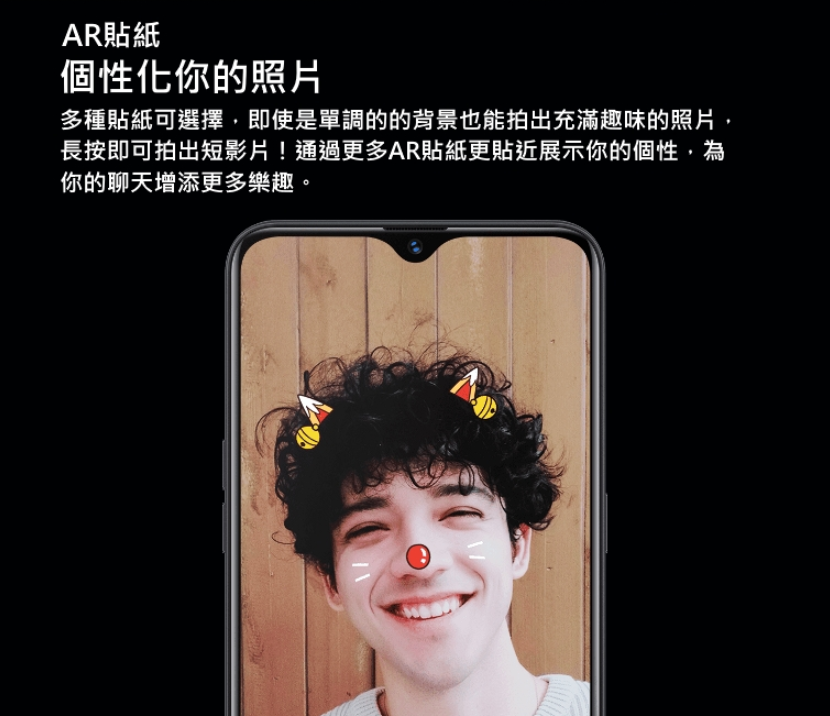 AR貼紙
個性化你的照片
多種貼紙可選擇，即使是單調的的背景也能拍出充滿趣味的照片，
長按即可拍出短影片！通過更多AR貼紙更貼近展示你的個性，為
你的聊天增添更多樂趣。